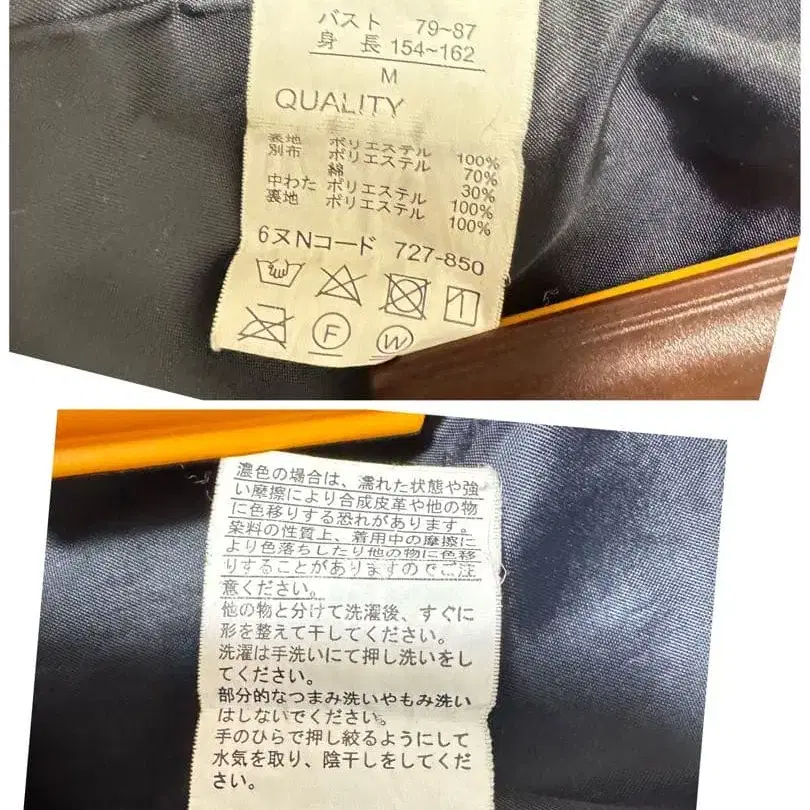 バスト 79~87
身 長 154~162
M
QUALITY
表地 ポリエステル 100%
別布 ポリエステル 70%
綿 30%
中わた ポリエステル 100%
裏地 ポリエステル 100%
6ヌNコード 727-850
F
W
濃色の場合は、濡れた状態や強
い摩擦により合成皮革や他の物
に色移りする恐れがあります。
染料の性質上、着用中の摩擦に
より色落ちしたり他の物に色移
りすることがありますのでご注
意ください。
他の物と分けて洗濯後、すぐに
形を整えて干してください。
洗濯は手洗いにて押し洗いをし
てください。
部分的なつまみ洗いやもみ洗い
はしないでください。
手のひらで押し絞るようにして
水気を取り、陰干しをしてくだ
さい。